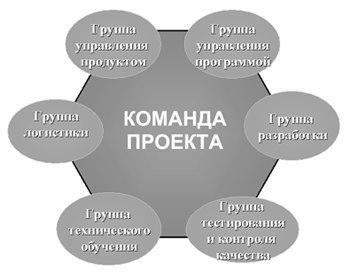 Группа
управления
продуктом
Группа
управления
программой
Группа
логистики
КОМАНДА
ПРОЕКТА
Группа
разработки
Группа
технического
обучения
Группа
тестирования
и контроля
качества